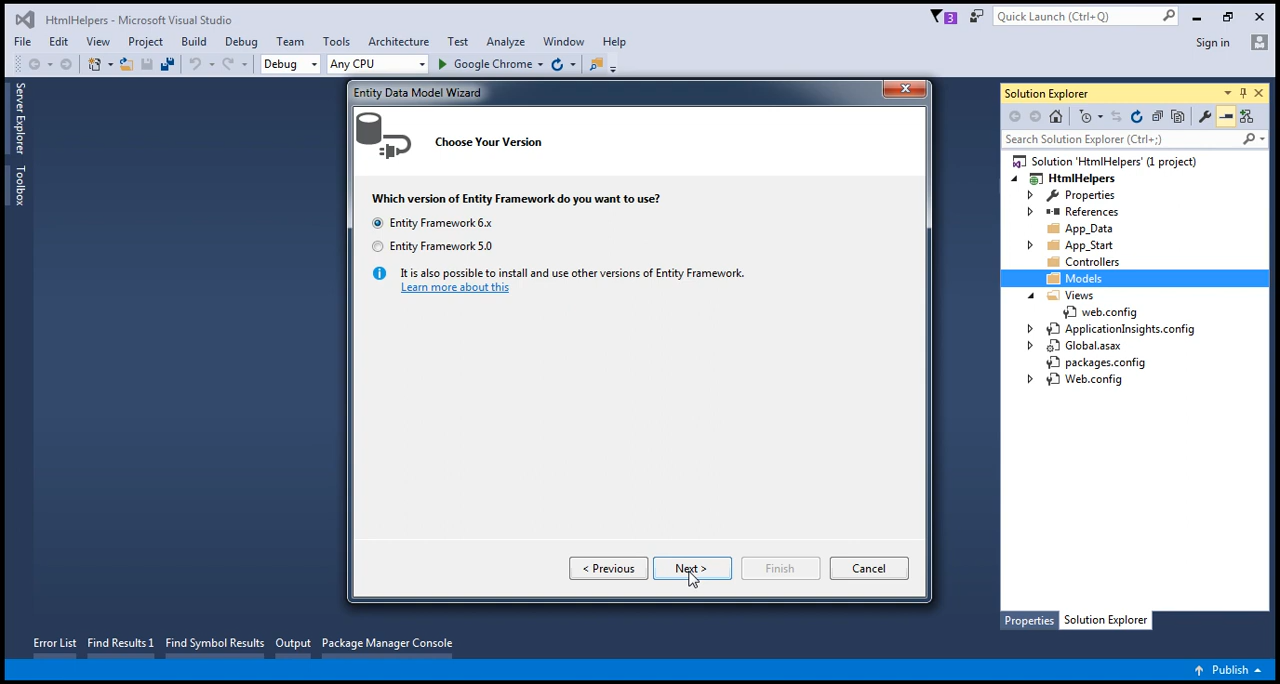 HtmlHelpers - Microsoft Visual Studio
3
Quick Launch (Ctrl+Q)
File Edit View Project Build Debug Team Tools Architecture Test Analyze Window Help
Sign in
Debug Any CPU Google Chrome
Server Explorer
Toolbox
Entity Data Model Wizard
Choose Your Version
Which version of Entity Framework do you want to use?
Entity Framework 6.x
Entity Framework 5.0
It is also possible to install and use other versions of Entity Framework.
Learn more about this
< Previous Next > Finish Cancel
Solution Explorer
Search Solution Explorer (Ctrl+;)
Solution 'HtmlHelpers' (1 project)
HtmlHelpers
Properties
References
App_Data
App_Start
Controllers
Models
Views
web.config
ApplicationInsights.config
Global.asax
packages.config
Web.config
Properties Solution Explorer
Error List Find Results 1 Find Symbol Results Output Package Manager Console
Publish